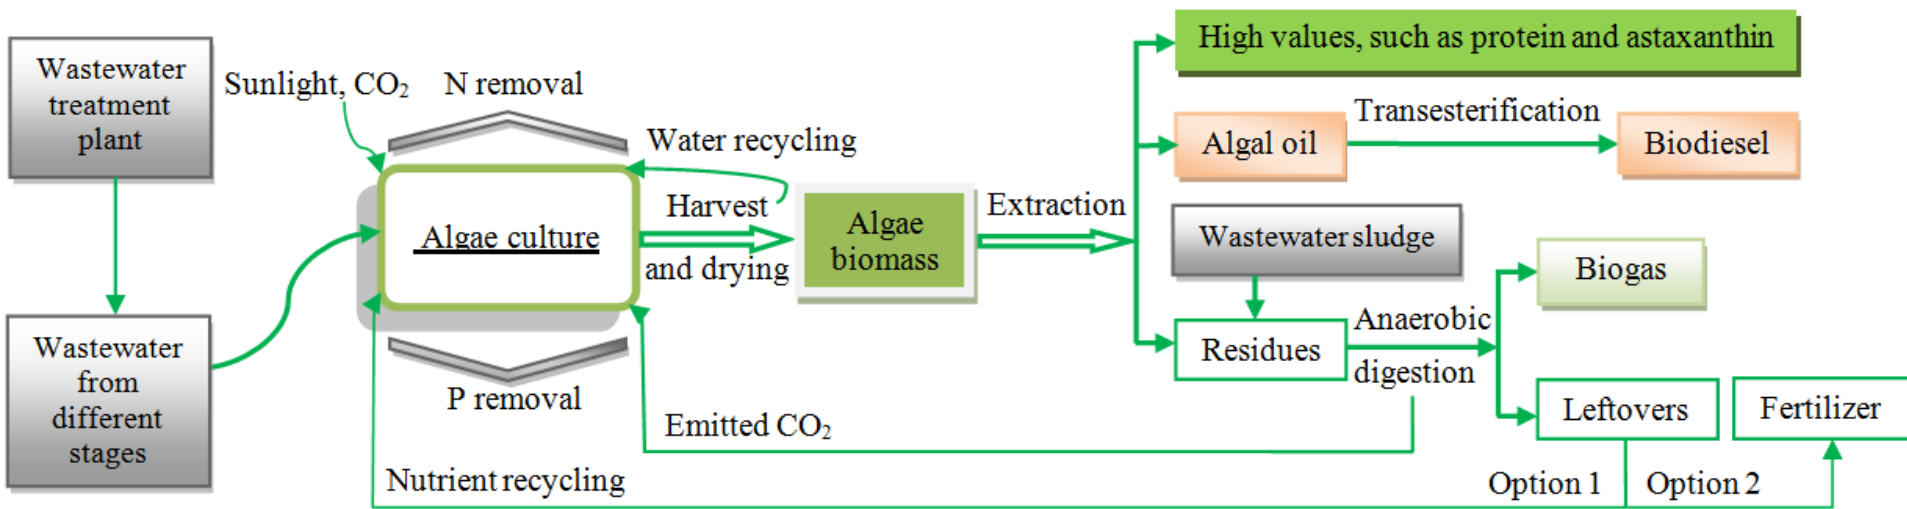 Wastewater
treatment
plant
Wastewater
from
different
stages
Sunlight, CO₂
N removal
Water recycling
Algae culture
P removal
Harvest
and drying
Algae
biomass
Extraction
High values, such as protein and astaxanthin
Algal oil
Transesterification
Biodiesel
Wastewater sludge
Residues
Anaerobic
digestion
Biogas
Leftovers
Fertilizer
Emitted CO₂
Nutrient recycling
Option 1
Option 2